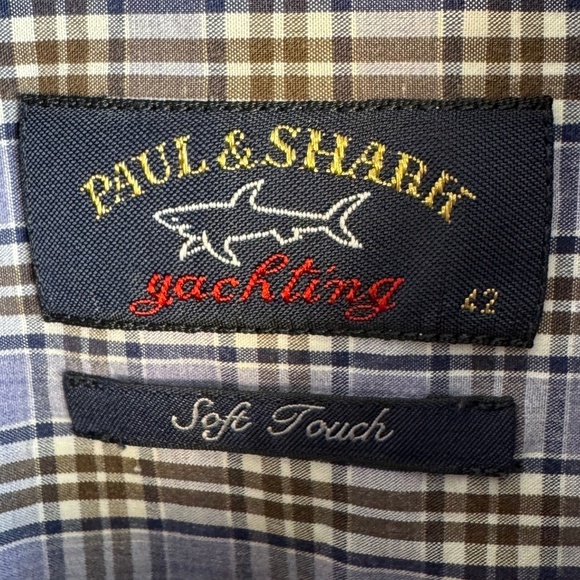 PAUL & SHARK
yachting
42
Soft Touch